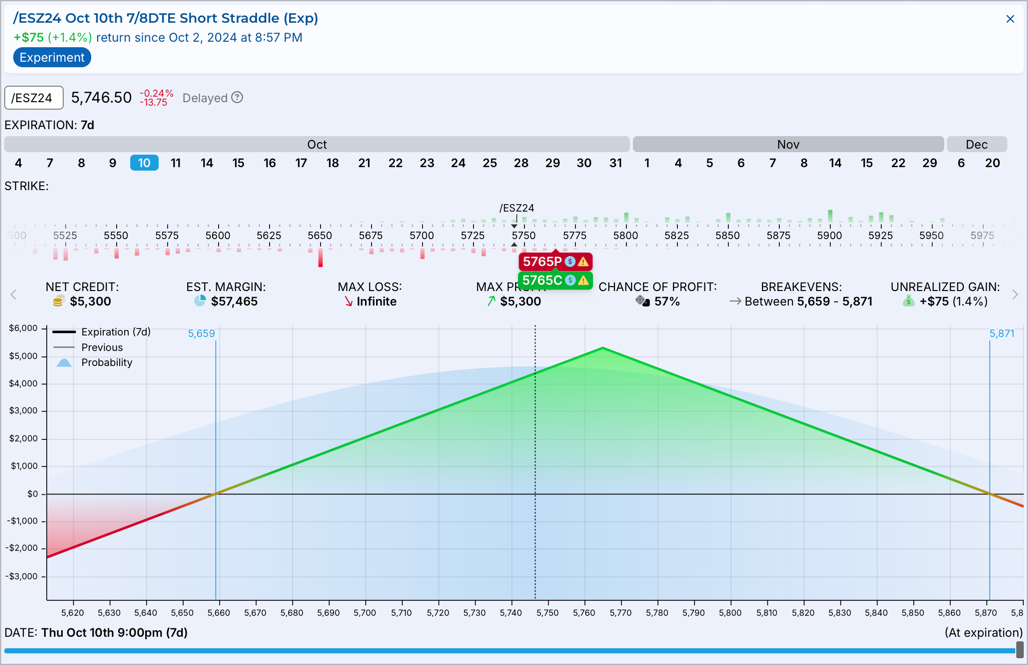 /ESZ24 Oct 10th 7/8DTE Short Straddle (Exp)
+$75 (+1.4%) return since Oct 2, 2024 at 8:57 PM
Experiment
/ESZ24 5,746.50 -0.24% -13.75 Delayed
EXPIRATION: 7d
Oct Nov Dec
4 7 8 9 10 11 14 15 16 17 18 21 22 23 24 25 28 29 30 31 1 4 5 6 7 8 14 15 22 29 6 20
STRIKE:
/ESZ24
500 5525 5550 5575 5600 5625 5650 5675 5700 5725 5750 5775 5800 5825 5850 5875 5900 5925 5950 5975
5765P
5765C
NET CREDIT: EST. MARGIN: MAX LOSS: MAX PR CHANCE OF PROFIT: BREAKEVENS: UNREALIZED GAIN:
$5,300 $57,465 Infinite $5,300 57% Between 5,659 - 5,871 +$75 (1.4%)
$6,000
Expiration (7d)
5,659 5,871
Previous
$5,000
Probability
$4,000
$3,000
$2,000
$1,000
$0
-$1,000
-$2,000
-$3,000
5,620 5,630 5,640 5,650 5,660 5,670 5,680 5,690 5,700 5,710 5,720 5,730 5,740 5,750 5,760 5,770 5,780 5,790 5,800 5,810 5,820 5,830 5,840 5,850 5,860 5,870 5,8
DATE: Thu Oct 10th 9:00pm (7d) (At expiration)